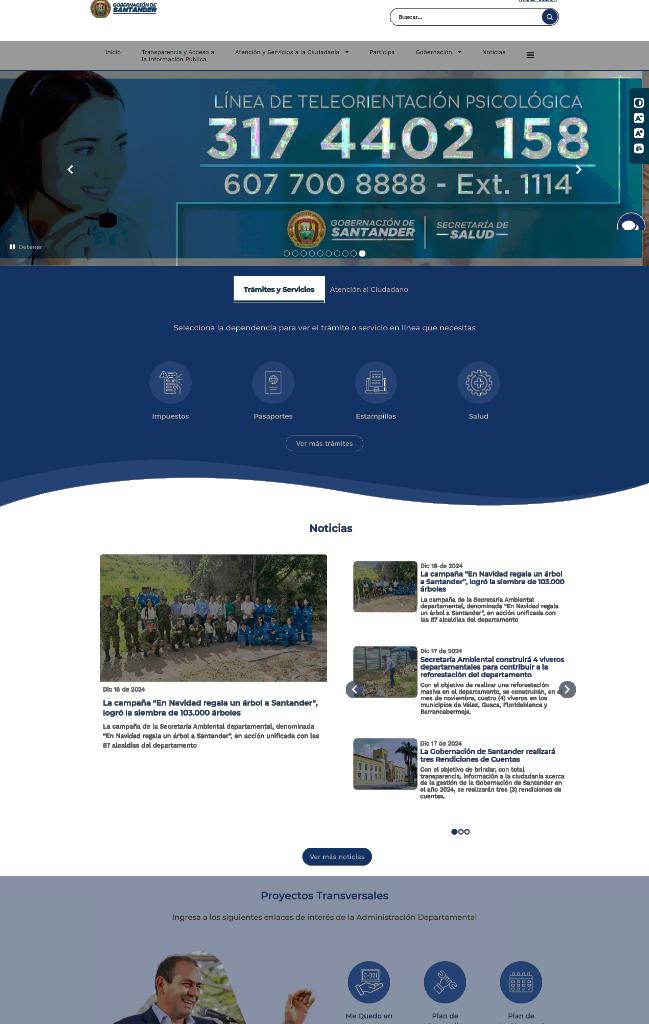 GOBERNACIÓN DE
SANTANDER
Buscar...
Inicio
Transparencia y Acceso a
la Información Pública
Atención y Servicios a la Ciudadanía
Participa
Gobernación
Noticias
LÍNEA DE TELEORIENTACIÓN PSICOLÓGICA
317 4402 158
607 700 8888 - Ext. 1114
GOBERNACIÓN DE
SANTANDER
SECRETARÍA DE
SALUD
Detener
Trámites y Servicios
Atención al Ciudadano
Selecciona la dependencia para ver el trámite o servicio en línea que necesitas
Impuestos
Pasaportes
Estampillas
Salud
Ver más trámites
Noticias
Dic 18 de 2024
La campaña "En Navidad regala un árbol a Santander",
logró la siembra de 103.000 árboles
La campaña de la Secretaría Ambiental departamental, denominada
"En Navidad regala un árbol a Santander", en acción unificada con las
87 alcaldías del departamento
Dic 18 de 2024
La campaña "En Navidad regala un árbol
a Santander", logró la siembra de 103.000
árboles
La campaña de la Secretaría Ambiental
departamental, denominada "En Navidad regala
un árbol a Santander", en acción unificada con
las 87 alcaldías del departamento
Dic 17 de 2024
Secretaría Ambiental construirá 4 viveros
departamentales para contribuir a la
reforestación del departamento
Con el objetivo de realizar una reforestación
masiva en el departamento, se construirán, en el
mes de noviembre, cuatro (4) viveros en los
municipios de Vélez, Guaca, Floridablanca y
Barrancabermeja.
Dic 17 de 2024
La Gobernación de Santander realizará
tres Rendiciones de Cuentas
Con el objetivo de brindar, con total
transparencia, información a la ciudadanía acerca
de la gestión de la Gobernación de Santander en
el año 2024, se realizarán tres (3) rendiciones de
cuentas.
Ver más noticias
Proyectos Transversales
Ingresa a los siguientes enlaces de interés de la Administración Departamental
Me Quedo en
Plan de
Plan de